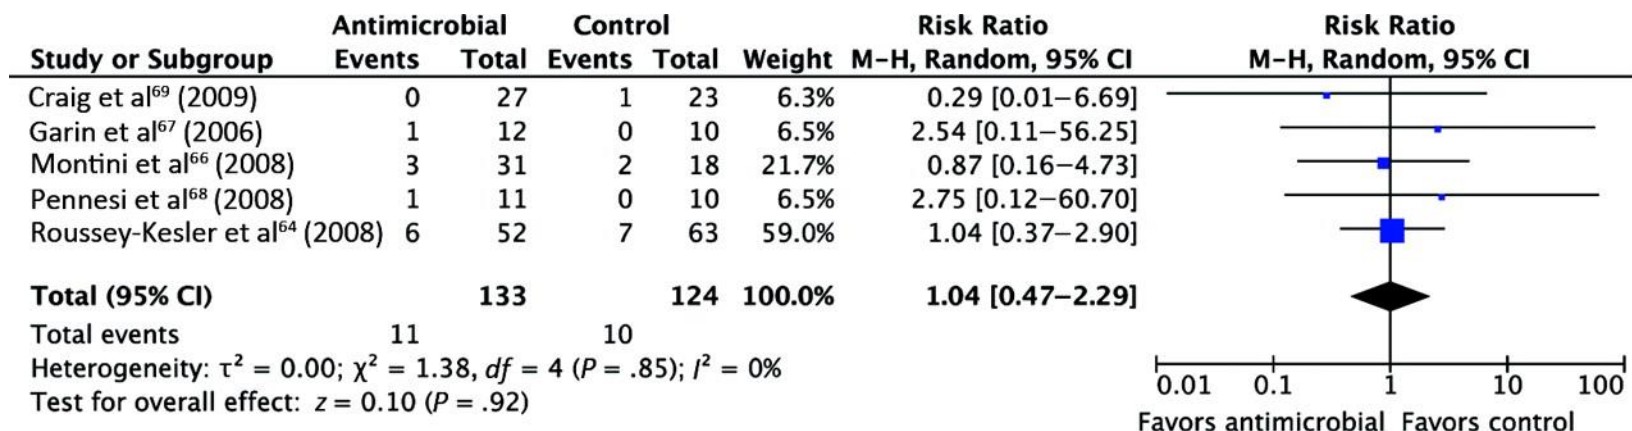 Antimicrobial Control Risk Ratio Risk Ratio
Study or Subgroup Events Total Events Total Weight M–H, Random, 95% CI M–H, Random, 95% CI
Craig et al⁶⁹ (2009) 0 27 1 23 6.3% 0.29 [0.01–6.69]
Garin et al⁶⁷ (2006) 1 12 0 10 6.5% 2.54 [0.11–56.25]
Montini et al⁶⁶ (2008) 3 31 2 18 21.7% 0.87 [0.16–4.73]
Pennesi et al⁶⁸ (2008) 1 11 0 10 6.5% 2.75 [0.12–60.70]
Roussey-Kesler et al⁶⁴ (2008) 6 52 7 63 59.0% 1.04 [0.37–2.90]
Total (95% CI) 133 124 100.0% 1.04 [0.47–2.29]
Total events 11 10
Heterogeneity: τ² = 0.00; χ² = 1.38, df = 4 (P = .85); I² = 0%
Test for overall effect: z = 0.10 (P = .92)
0.01 0.1 1 10 100
Favors antimicrobial Favors control